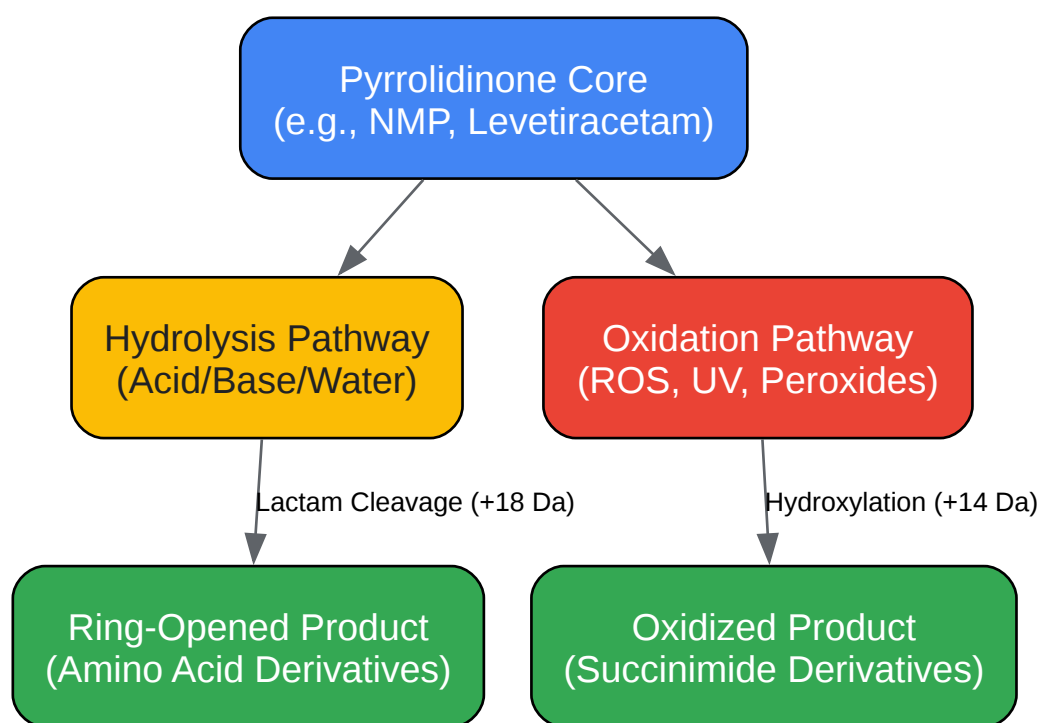 Pyrrolidinone Core
(e.g., NMP, Levetiracetam)
Hydrolysis Pathway
(Acid/Base/Water)
Oxidation Pathway
(ROS, UV, Peroxides)
Lactam Cleavage (+18 Da)
Hydroxylation (+14 Da)
Ring-Opened Product
(Amino Acid Derivatives)
Oxidized Product
(Succinimide Derivatives)